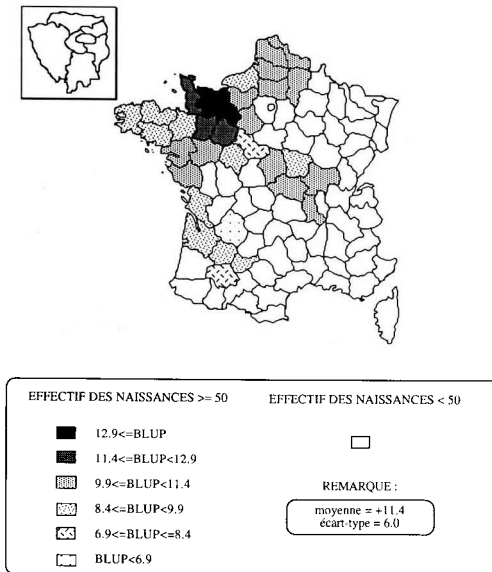 EFFECTIF DES NAISSANCES >= 50
EFFECTIF DES NAISSANCES < 50
12.9<=BLUP
11.4<=BLUP<12.9
9.9<=BLUP<11.4
8.4<=BLUP<9.9
6.9<=BLUP<=8.4
BLUP<6.9
REMARQUE :
moyenne = +11.4
écart-type = 6.0